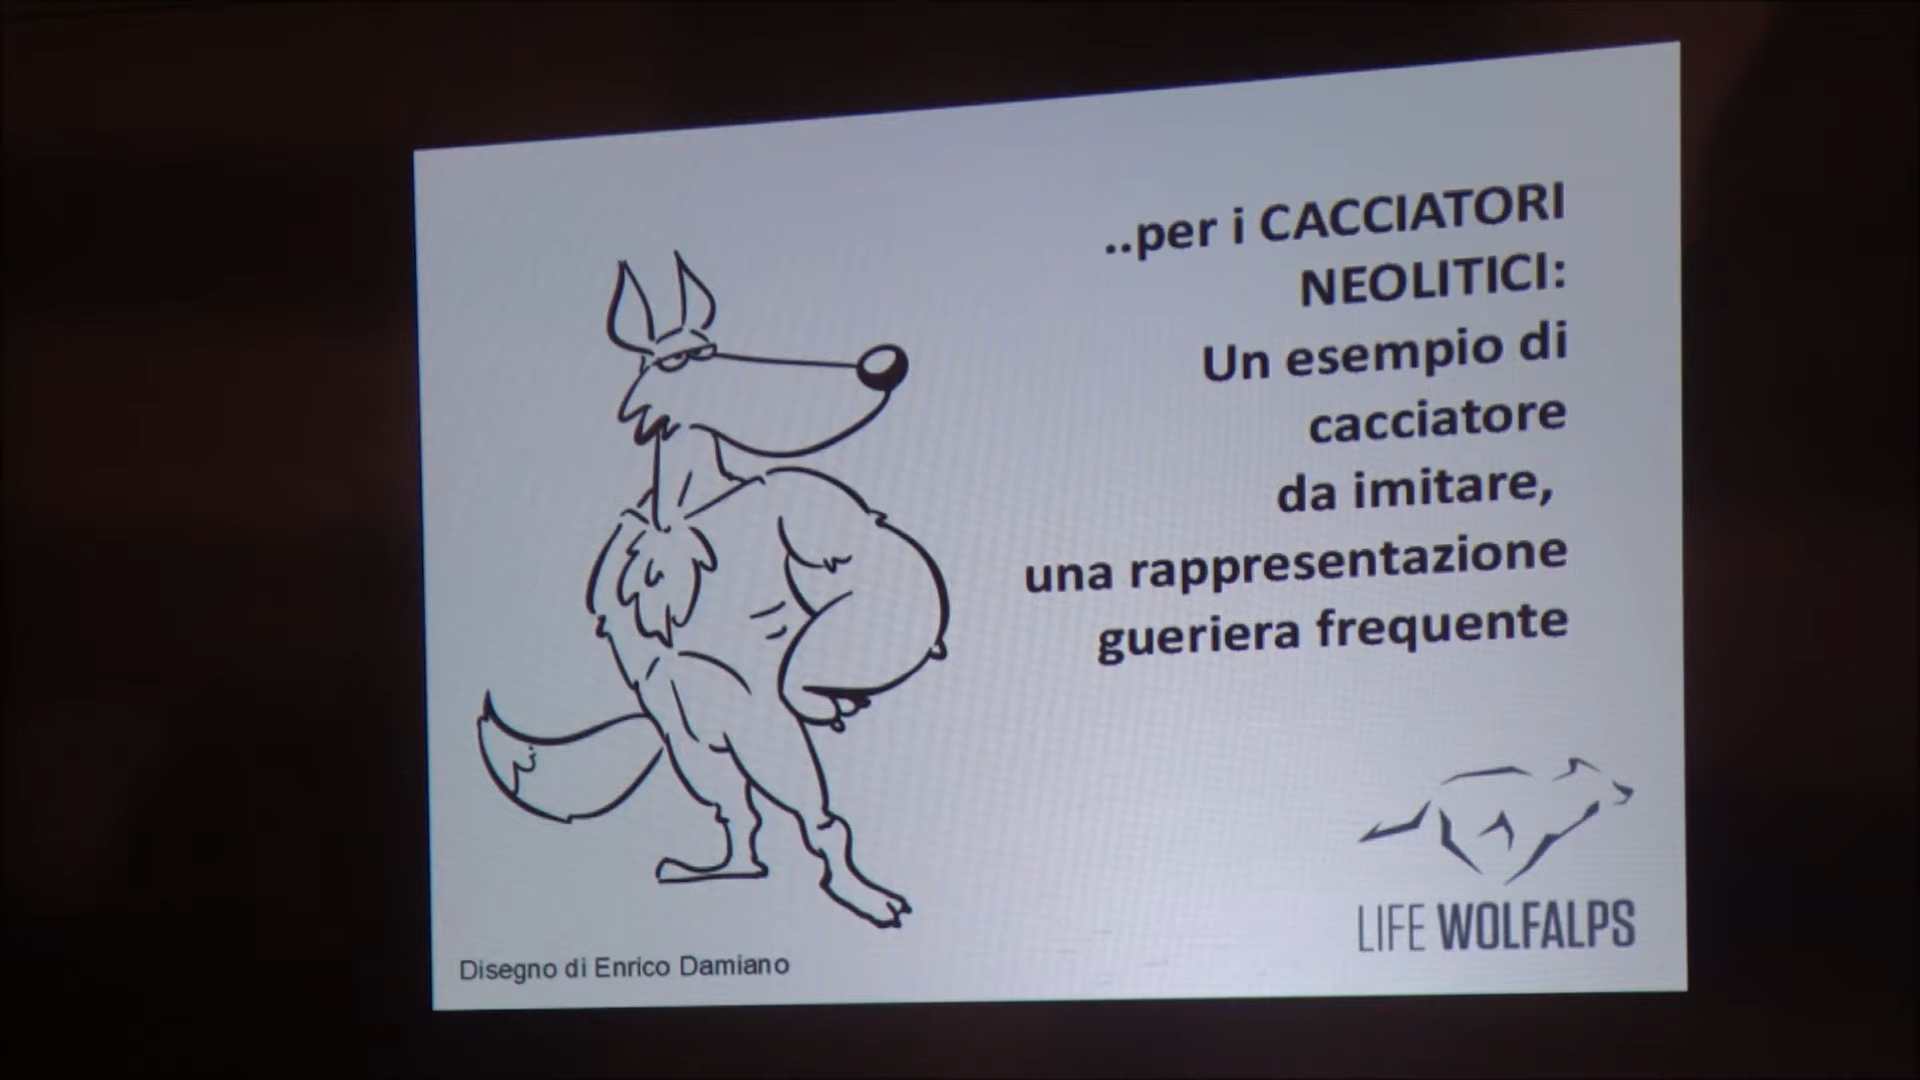 ..per i CACCIATORI
NEOLITICI:
Un esempio di
cacciatore
da imitare,
una rappresentazione
gueriera frequente
LIFE WOLFALPS
Disegno di Enrico Damiano